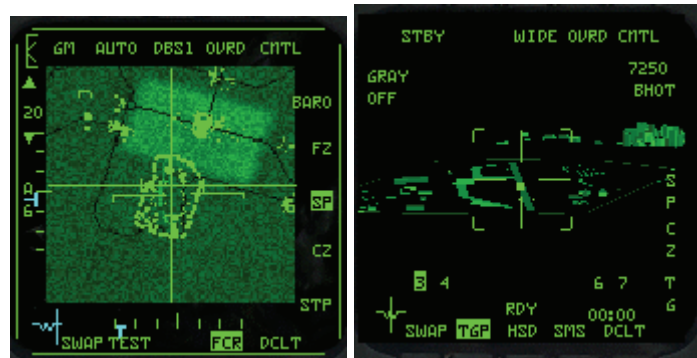 GM AUTO DBS1 OVRD CNTL
BARO
20
FZ
A
6
SP
CZ
STP
SWAP TEST FCR DCLT
STBY WIDE OVRD CNTL
GRAY
OFF
7250
BHOT
S
P
C
Z
T
G
3 4 6 7
RDY 00:00
SWAP TGP HSD SMS DCLT